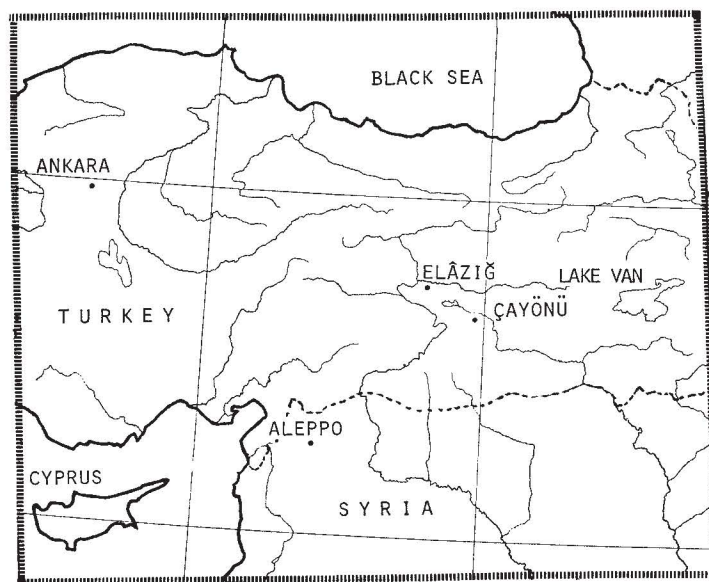 BLACK SEA
ANKARA
ELÂZIĞ
LAKE VAN
TURKEY
ÇAYÖNÜ
ALEPPO
CYPRUS
SYRIA